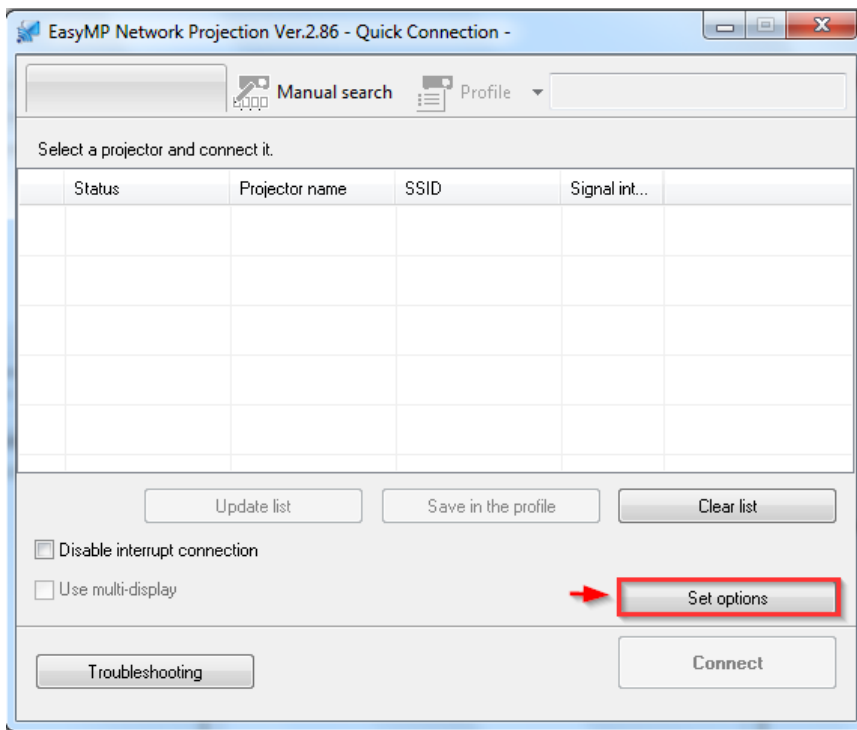 EasyMP Network Projection Ver.2.86 - Quick Connection -
Manual search Profile
Select a projector and connect it.
Status Projector name SSID Signal int...
Update list Save in the profile Clear list
Disable interrupt connection
Use multi-display
Set options
Troubleshooting Connect